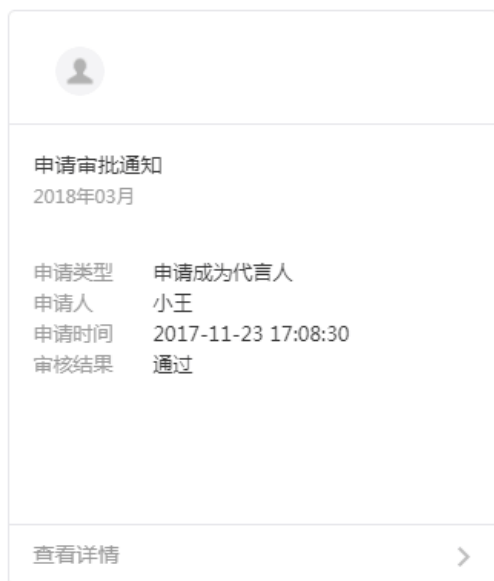 申请审批通知
2018年03月
申请类型 申请成为代言人
申请人 小王
申请时间 2017-11-23 17:08:30
审核结果 通过
查看详情